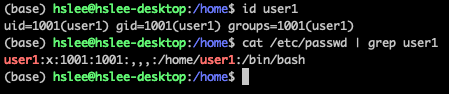 (base) hslee@hslee-desktop:/home$ id user1
uid=1001(user1) gid=1001(user1) groups=1001(user1)
(base) hslee@hslee-desktop:/home$ cat /etc/passwd | grep user1
user1:x:1001:1001:,,,:/home/user1:/bin/bash
(base) hslee@hslee-desktop:/home$